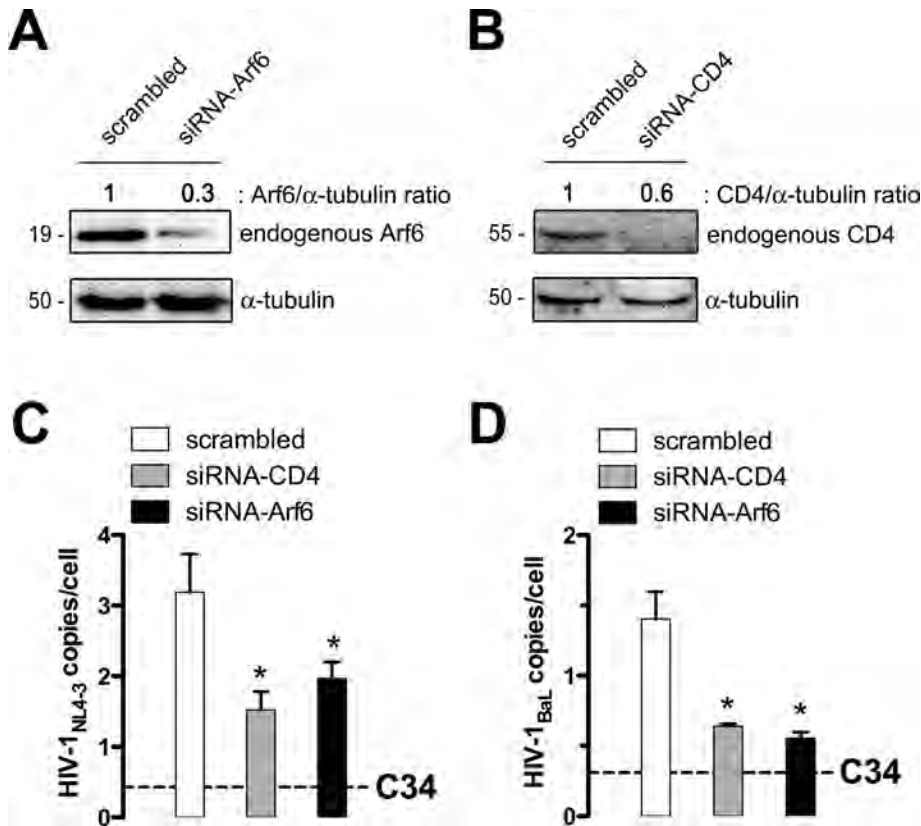 A
scrambled
siRNA-Arf6
1 0.3 : Arf6/α-tubulin ratio
19 - endogenous Arf6
50 - α-tubulin
B
scrambled
siRNA-CD4
1 0.6 : CD4/α-tubulin ratio
55 - endogenous CD4
50 - α-tubulin
C
scrambled
siRNA-CD4
siRNA-Arf6
HIV-1NL4-3 copies/cell
4
3
2
1
0
*
*
C34
D
scrambled
siRNA-CD4
siRNA-Arf6
HIV-1BaL copies/cell
2
1
0
*
*
C34